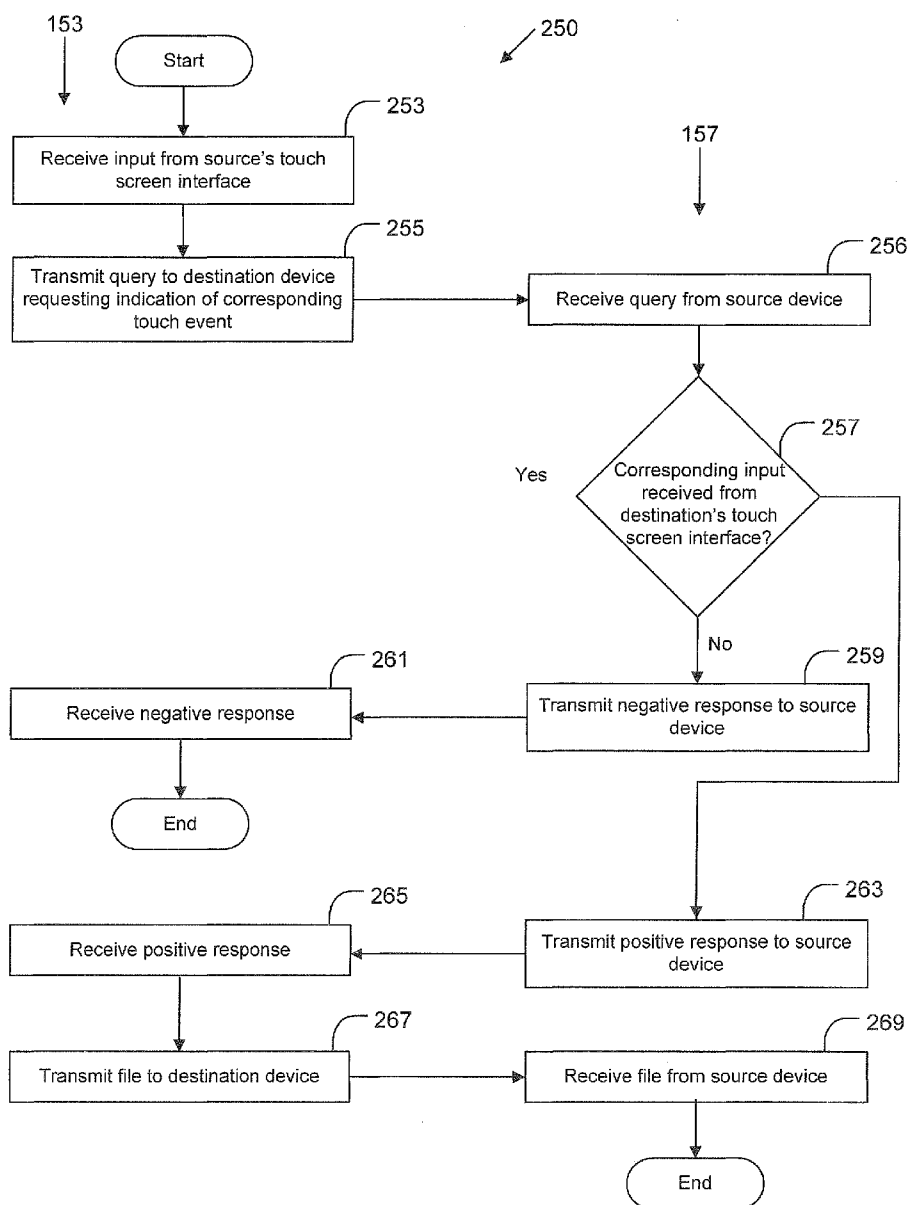 153
250
Start
253
Receive input from source's touch
screen interface
157
255
Transmit query to destination device
requesting indication of corresponding
touch event
256
Receive query from source device
257
Yes
Corresponding input
received from
destination's touch
screen interface?
No
259
Transmit negative response to source
device
261
Receive negative response
End
263
Transmit positive response to source
device
265
Receive positive response
267
Transmit file to destination device
269
Receive file from source device
End